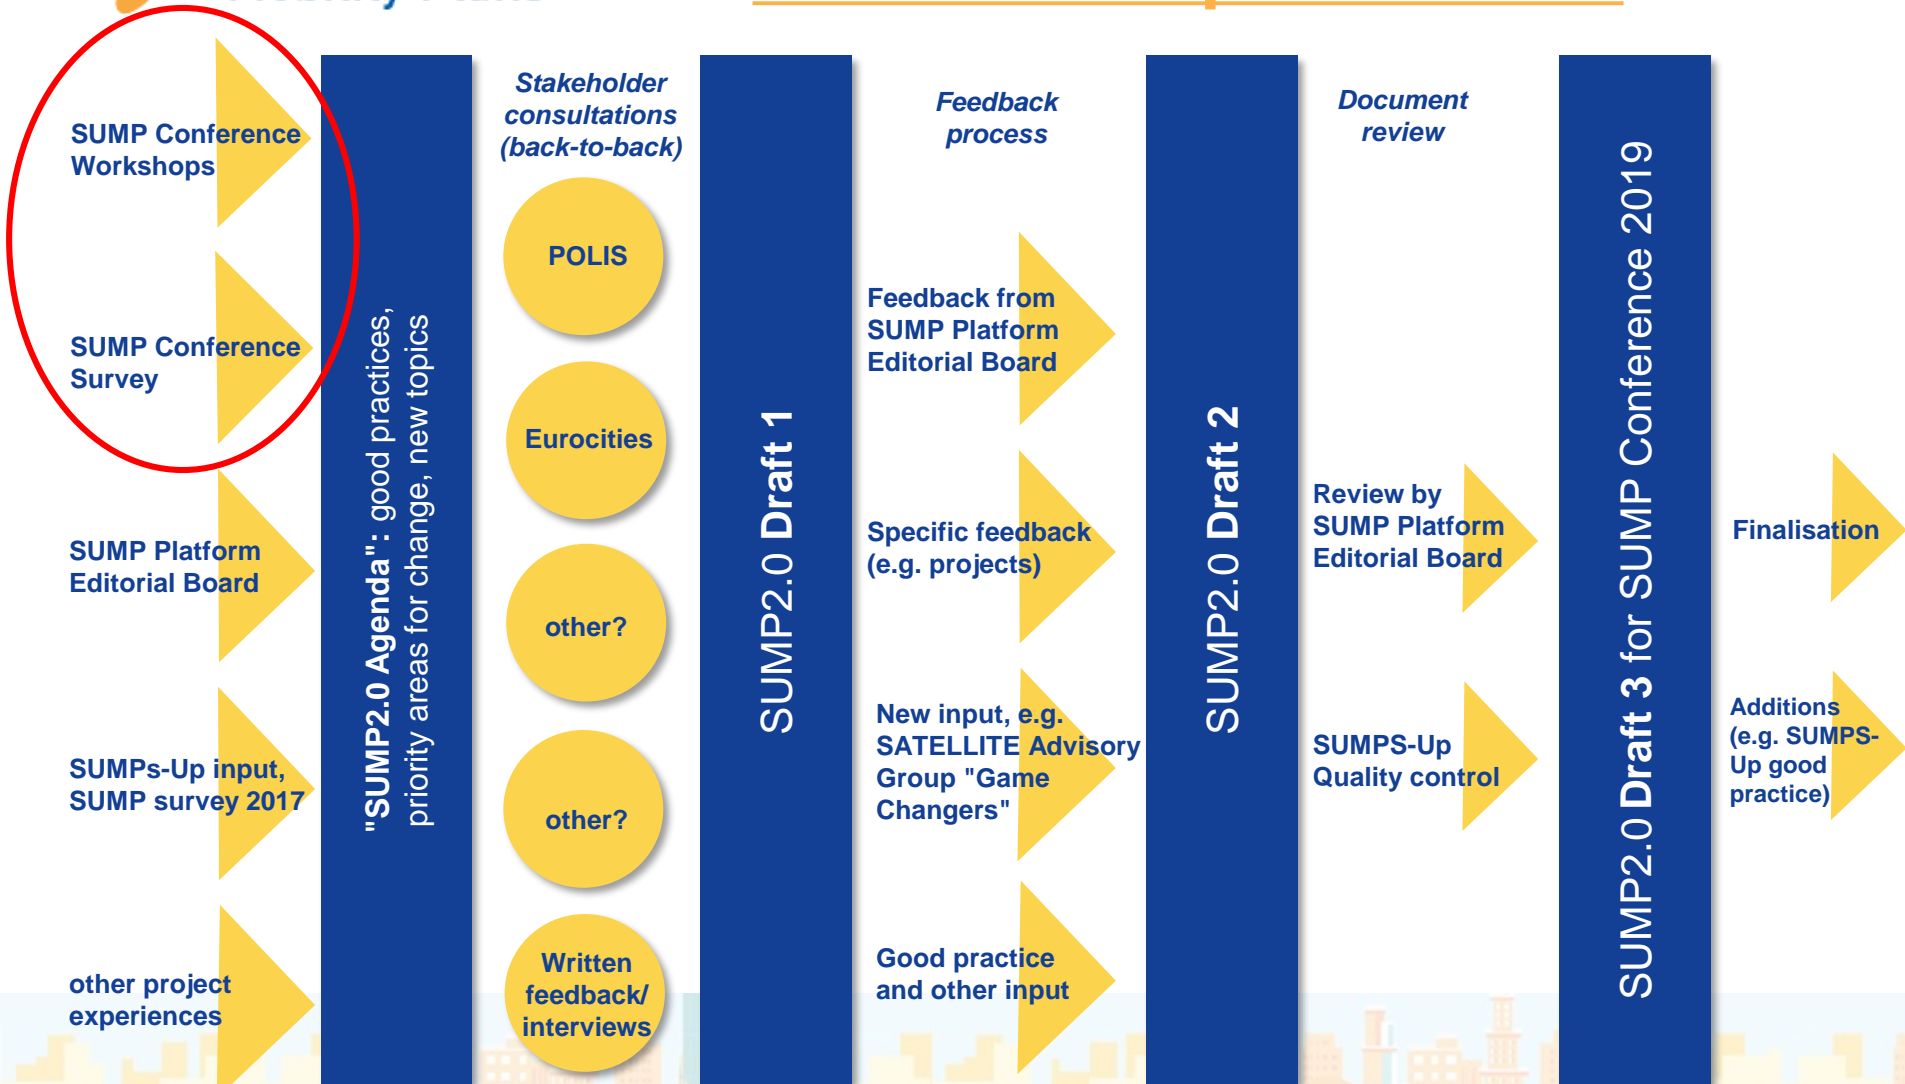 SUMP Conference
Workshops
SUMP Conference
Survey
SUMP Platform
Editorial Board
SUMPs-Up input,
SUMP survey 2017
other project
experiences
"SUMP2.0 Agenda": good practices,
priority areas for change, new topics
Stakeholder
consultations
(back-to-back)
POLIS
Eurocities
other?
other?
Written
feedback/
interviews
SUMP2.0 Draft 1
Feedback
process
Feedback from
SUMP Platform
Editorial Board
Specific feedback
(e.g. projects)
New input, e.g.
SATELLITE Advisory
Group "Game
Changers"
Good practice
and other input
SUMP2.0 Draft 2
Document
review
Review by
SUMP Platform
Editorial Board
SUMPS-Up
Quality control
SUMP2.0 Draft 3 for SUMP Conference 2019
Finalisation
Additions
(e.g. SUMPS-
Up good
practice)